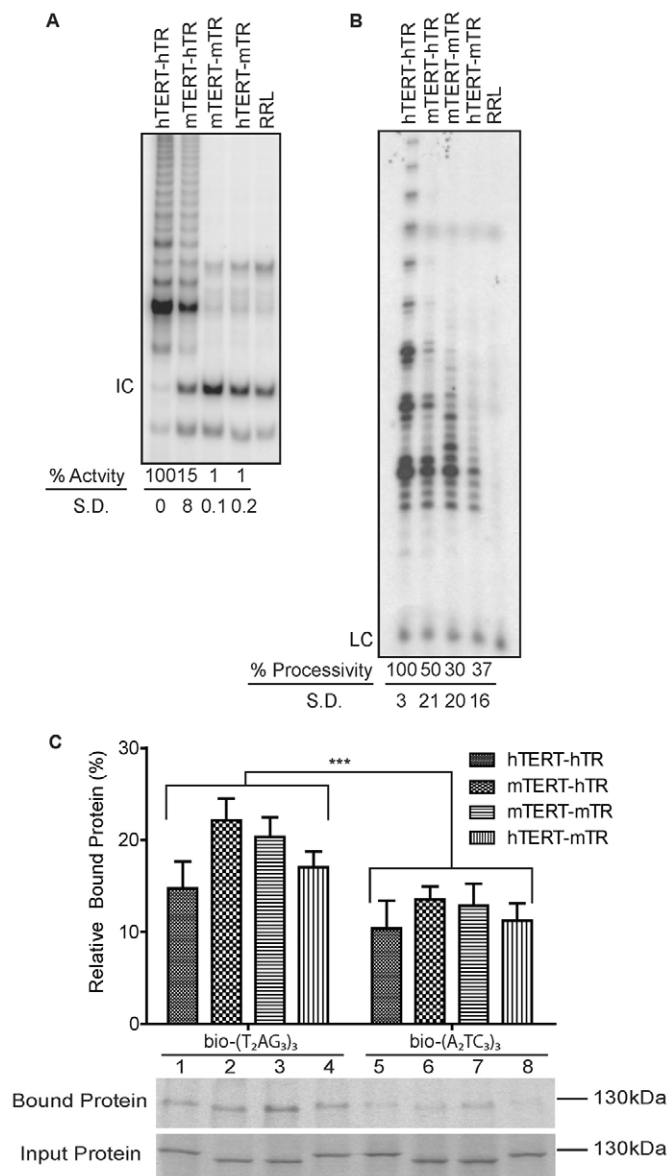 A
hTERT-hTR
mTERT-hTR
mTERT-mTR
hTERT-mTR
RRL
IC
% Actvity 100 15 1 1
S.D. 0 8 0.1 0.2
B
hTERT-hTR
mTERT-hTR
mTERT-mTR
hTERT-mTR
RRL
LC
% Processivity 100 50 30 37
S.D. 3 21 20 16
C
Relative Bound Protein (%)
30
20
10
0
***
hTERT-hTR
mTERT-hTR
mTERT-mTR
hTERT-mTR
bio-(T₂AG₃)₃ bio-(A₂TC₃)₃
1 2 3 4 5 6 7 8
Bound Protein 130kDa
Input Protein 130kDa